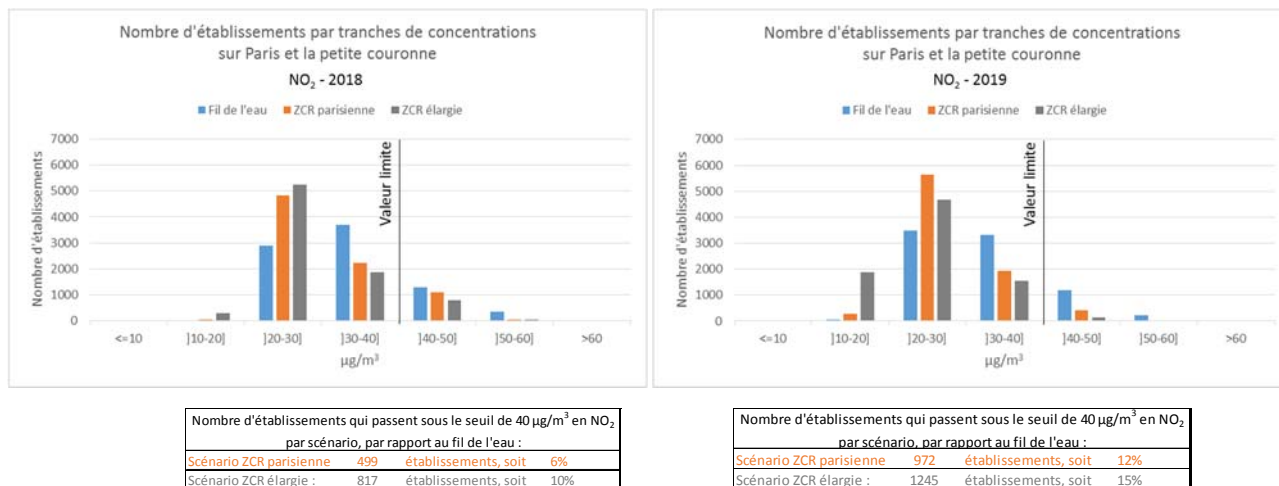 Nombre d'établissements par tranches de concentrations
sur Paris et la petite couronne
NO₂ - 2018
Fil de l'eau ZCR parisienne ZCR élargie
Nombre d'établissements
7000
6000
5000
4000
3000
2000
1000
0
Valeur limite
<=10 ]10-20] ]20-30] ]30-40] ]40-50] ]50-60] >60
µg/m³
Nombre d'établissements par tranches de concentrations
sur Paris et la petite couronne
NO₂ - 2019
Fil de l'eau ZCR parisienne ZCR élargie
Nombre d'établissements
7000
6000
5000
4000
3000
2000
1000
0
Valeur limite
<=10 ]10-20] ]20-30] ]30-40] ]40-50] ]50-60] >60
µg/m³
Nombre d'établissements qui passent sous le seuil de 40 µg/m³ en NO₂
par scénario, par rapport au fil de l'eau :
Scénario ZCR parisienne 499 établissements, soit 6%
Scénario ZCR élargie : 817 établissements, soit 10%
Nombre d'établissements qui passent sous le seuil de 40 µg/m³ en NO₂
par scénario, par rapport au fil de l'eau :
Scénario ZCR parisienne 972 établissements, soit 12%
Scénario ZCR élargie : 1245 établissements, soit 15%